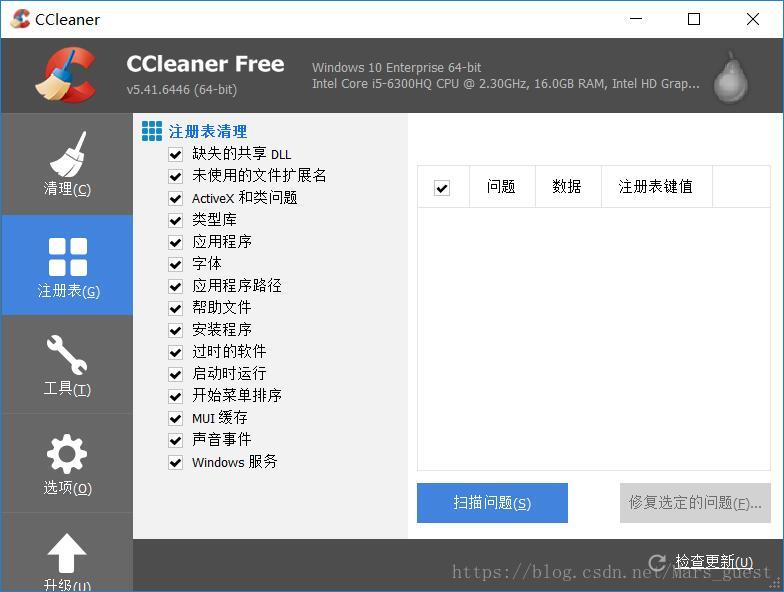 CCleaner
CCleaner Free
v5.41.6446 (64-bit)
Windows 10 Enterprise 64-bit
Intel Core i5-6300HQ CPU @ 2.30GHz, 16.0GB RAM, Intel HD Grap...
清理(C)
注册表(G)
工具(T)
选项(O)
升级(U)
注册表清理
缺失的共享 DLL
未使用的文件扩展名
ActiveX 和类问题
类型库
应用程序
字体
应用程序路径
帮助文件
安装程序
过时的软件
启动时运行
开始菜单排序
MUI 缓存
声音事件
Windows 服务
问题 数据 注册表键值
扫描问题(S)
修复选定的问题(F)...
检查更新(U)
https://blog.csdn.net/Mars_guest